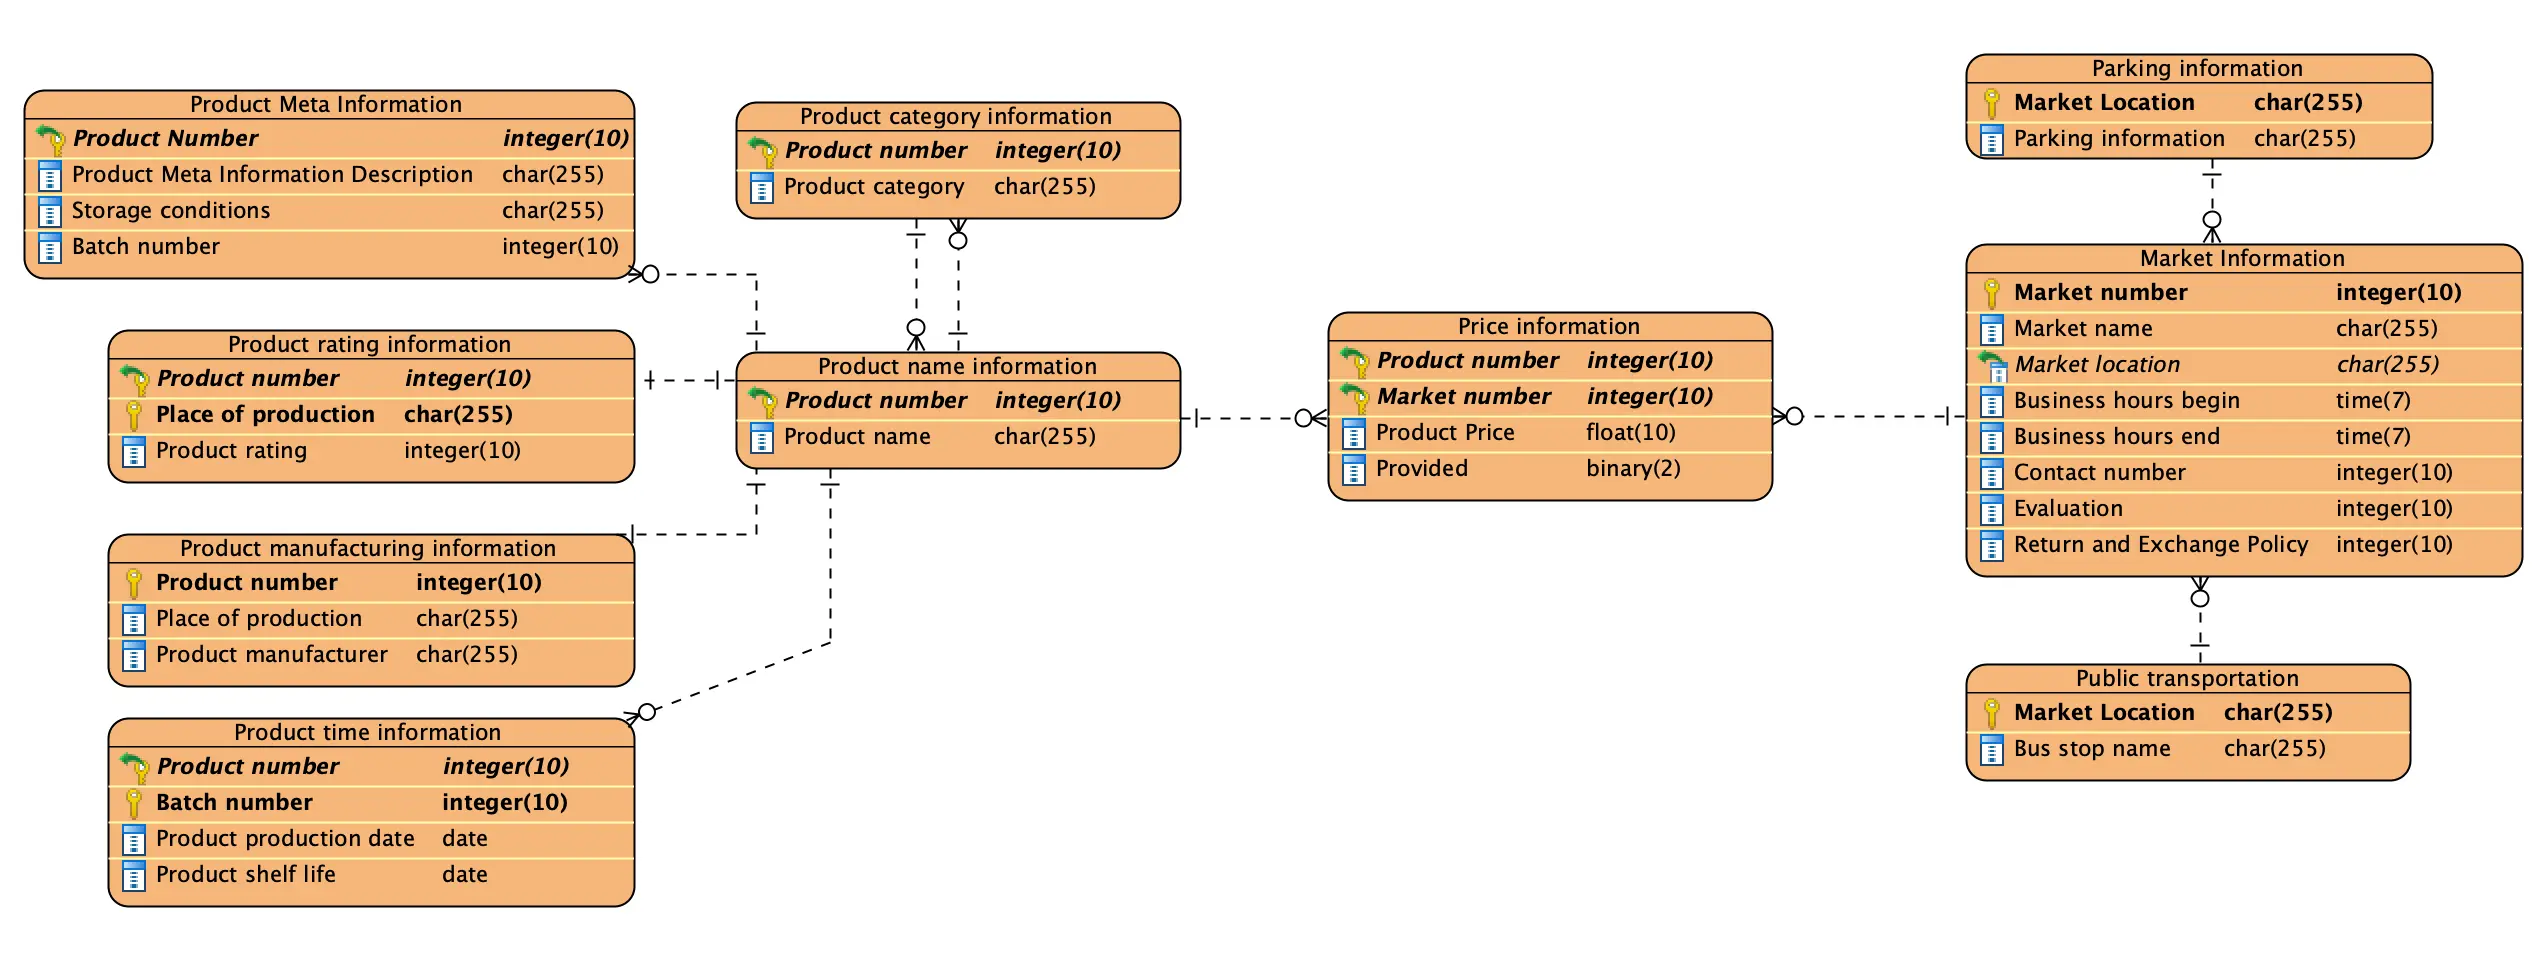 Product Meta Information
Product Number integer(10)
Product Meta Information Description char(255)
Storage conditions char(255)
Batch number integer(10)
Product rating information
Product number integer(10)
Place of production char(255)
Product rating integer(10)
Product manufacturing information
Product number integer(10)
Place of production char(255)
Product manufacturer char(255)
Product time information
Product number integer(10)
Batch number integer(10)
Product production date date
Product shelf life date
Product category information
Product number integer(10)
Product category char(255)
Product name information
Product number integer(10)
Product name char(255)
Price information
Product number integer(10)
Market number integer(10)
Product Price float(10)
Provided binary(2)
Parking information
Market Location char(255)
Parking information char(255)
Market Information
Market number integer(10)
Market name char(255)
Market location char(255)
Business hours begin time(7)
Business hours end time(7)
Contact number integer(10)
Evaluation integer(10)
Return and Exchange Policy integer(10)
Public transportation
Market Location char(255)
Bus stop name char(255)